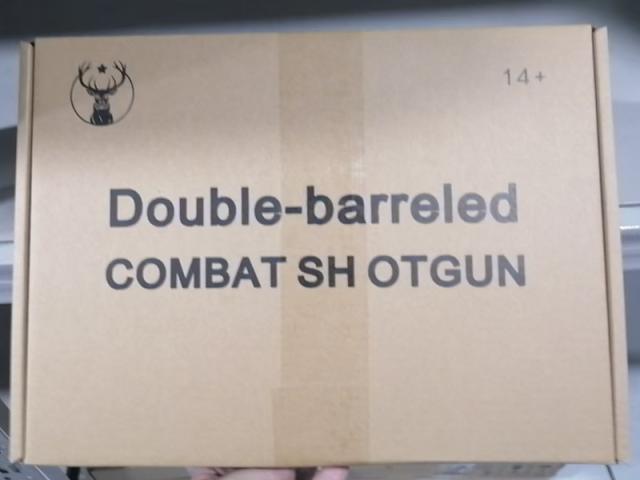 14+
Double-barreled
COMBAT SH OTGUN